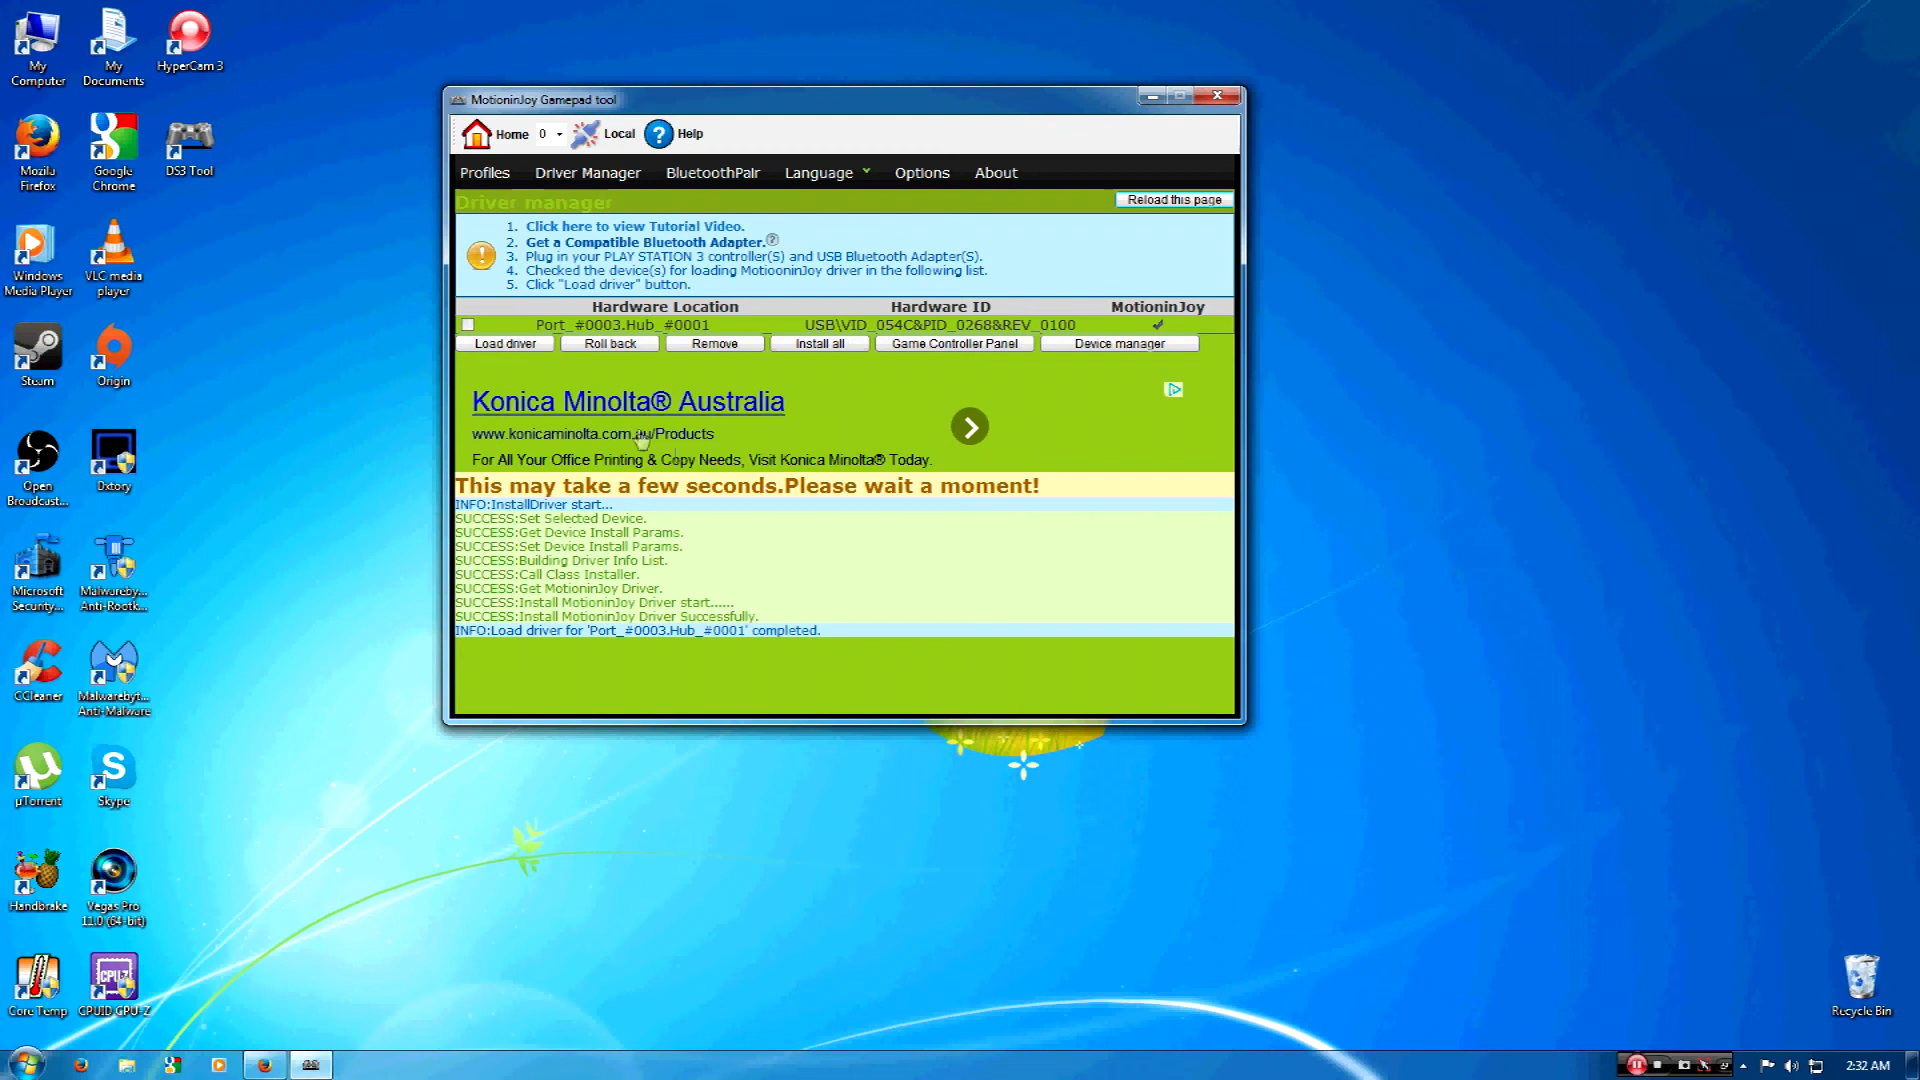 My Computer
My Documents
HyperCam 3
Mozila Firefox
Google Chrome
DS3 Tool
Windows Media Player
VLC media player
Steam
Origin
Open Broadcast...
Dxtory
Microsoft Security...
Malwareby... Anti-Rootk...
CCleaner
Malwarebyt... Anti-Malware
µTorrent
Skype
Handbrake
Vegas Pro 11.0 (64-bit)
Core Temp
CPUID CPU-Z
MotioninJoy Gamepad tool
Home 0 Local ? Help
Profiles Driver Manager BluetoothPair Language Options About
Driver manager Reload this page
1. Click here to view Tutorial Video.
2. Get a Compatible Bluetooth Adapter.
3. Plug in your PLAY STATION 3 controller(S) and USB Bluetooth Adapter(S).
4. Checked the device(s) for loading MotiooninJoy driver in the following list.
5. Click "Load driver" button.
Hardware Location Hardware ID MotioninJoy
Port_#0003.Hub_#0001 USB\VID_054C&PID_0268&REV_0100
Load driver Roll back Remove Install all Game Controller Panel Device manager
Konica Minolta® Australia
www.konicaminolta.com.au/Products
For All Your Office Printing & Copy Needs, Visit Konica Minolta® Today.
This may take a few seconds.Please wait a moment!
INFO:InstallDriver start...
SUCCESS:Set Selected Device.
SUCCESS:Get Device Install Params.
SUCCESS:Set Device Install Params.
SUCCESS:Building Driver Info List.
SUCCESS:Call Class Installer.
SUCCESS:Get MotioninJoy Driver.
SUCCESS:Install MotioninJoy Driver start......
SUCCESS:Install MotioninJoy Driver Successfully.
INFO:Load driver for 'Port_#0003.Hub_#0001' completed.
Recycle Bin
2:32 AM